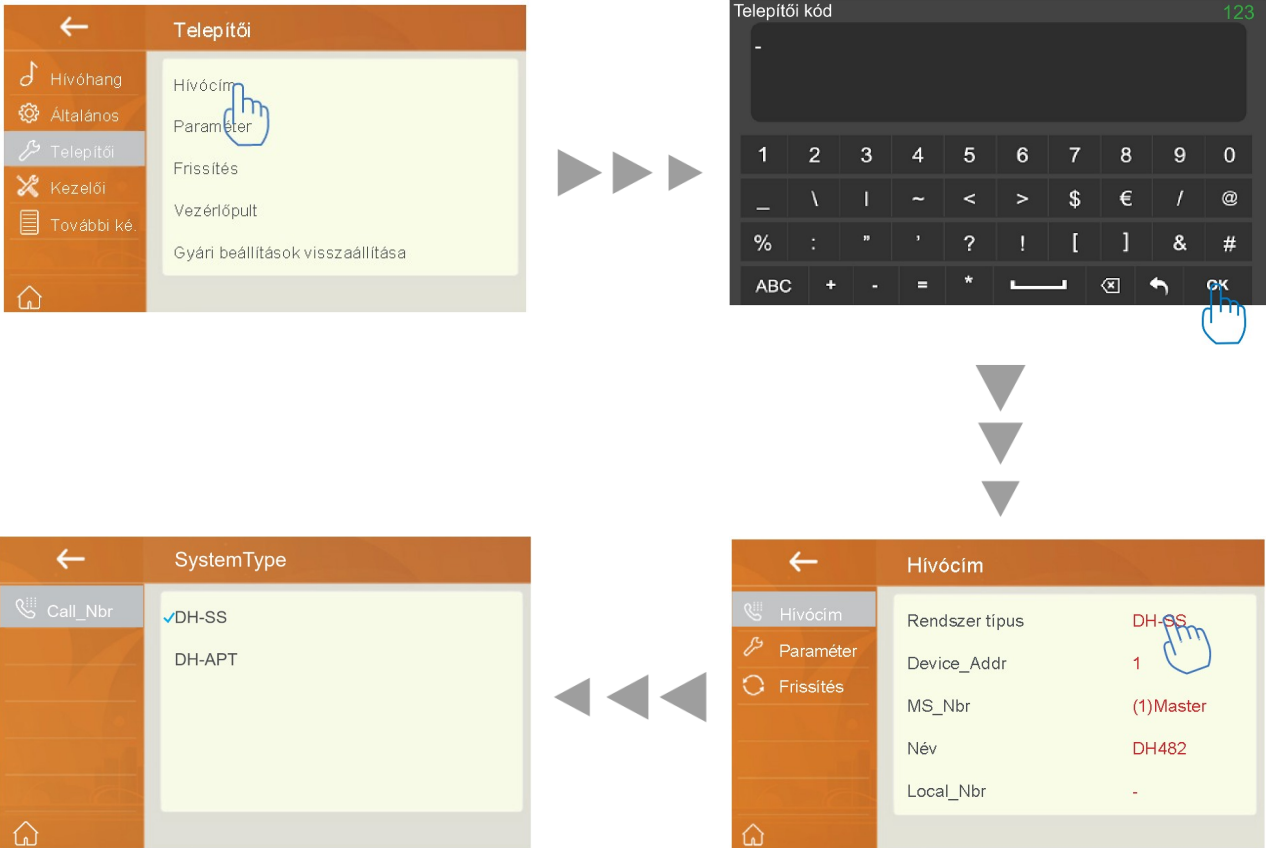 Telepítői
Hívóhang
Általános
Telepítői
Kezelői
További ké.
Hívócím
Paraméter
Frissítés
Vezérlőpult
Gyári beállítások visszaállítása
Telepítői kód
123
-
1 2 3 4 5 6 7 8 9 0
_ \ | ~ < > $ € / @
% : " ' ? ! [ ] & #
ABC + - = * OK
SystemType
Call_Nbr
DH-SS
DH-APT
Hívócím
Hívócím
Paraméter
Frissítés
Rendszer típus DH-SS
Device_Addr 1
MS_Nbr (1)Master
Név DH482
Local_Nbr -